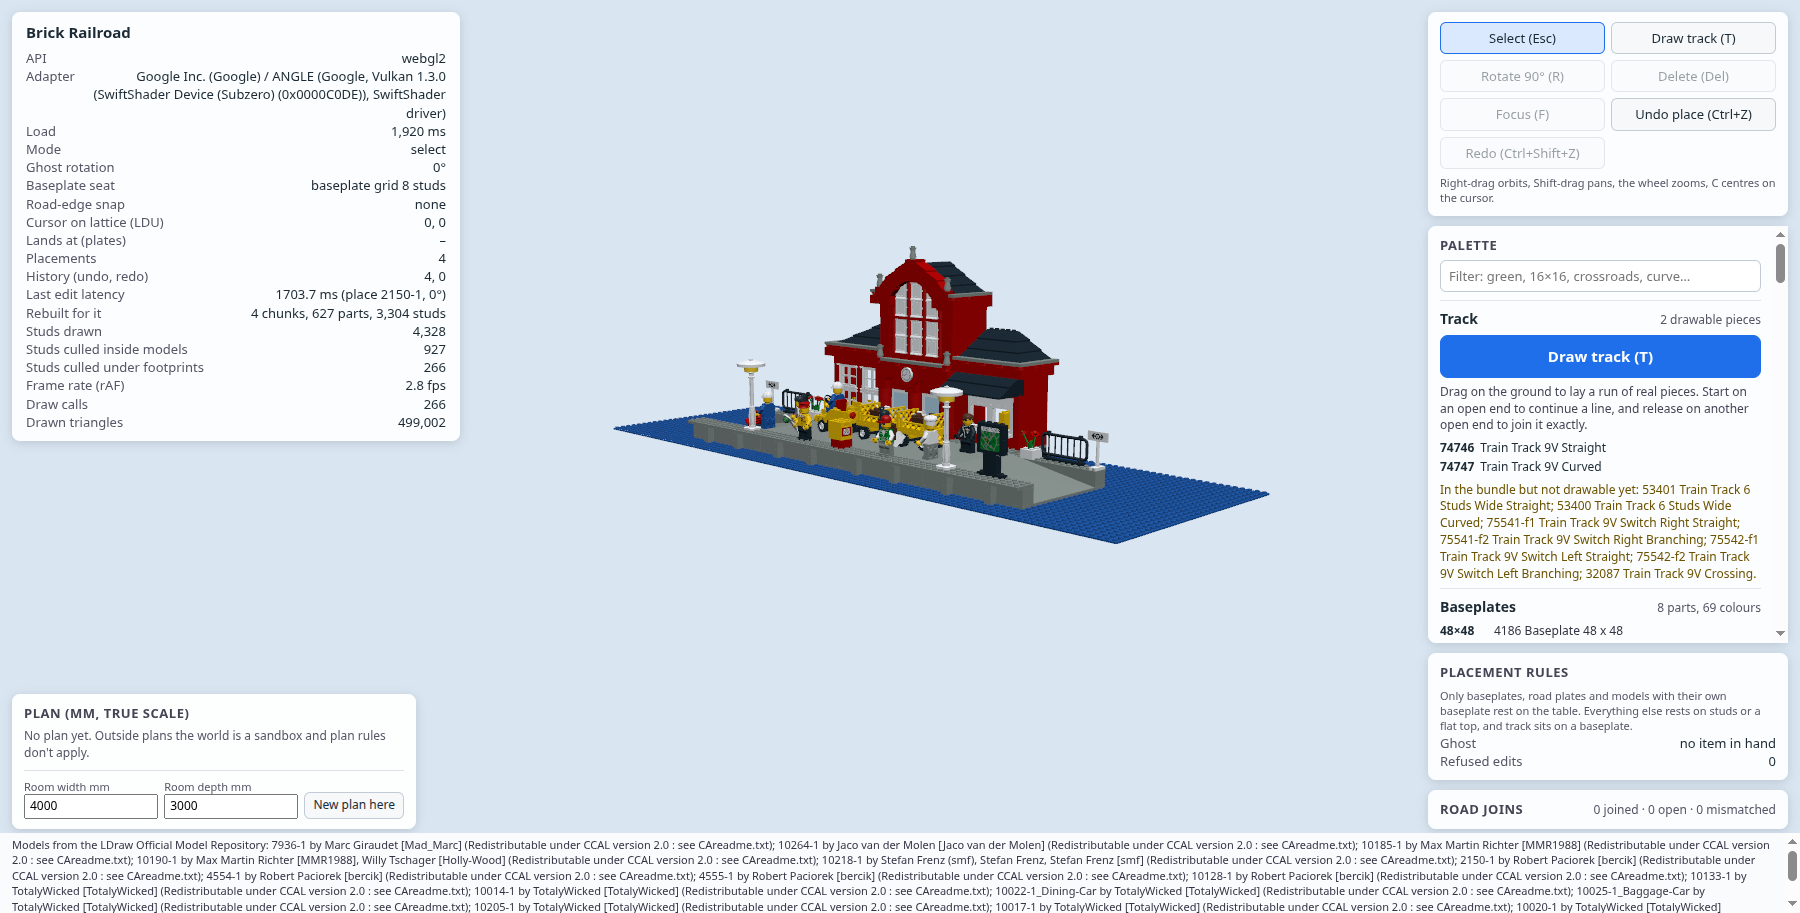 Brick Railroad
API webgl2
Adapter Google Inc. (Google) / ANGLE (Google, Vulkan 1.3.0
(SwiftShader Device (Subzero) (0x0000C0DE)), SwiftShader
driver)
Load 1,920 ms
Mode select
Ghost rotation 0°
Baseplate seat baseplate grid 8 studs
Road-edge snap none
Cursor on lattice (LDU) 0, 0
Lands at (plates) –
Placements 4
History (undo, redo) 4, 0
Last edit latency 1703.7 ms (place 2150-1, 0°)
Rebuilt for it 4 chunks, 627 parts, 3,304 studs
Studs drawn 4,328
Studs culled inside models 927
Studs culled under footprints 266
Frame rate (rAF) 2.8 fps
Draw calls 266
Drawn triangles 499,002
Select (Esc) Draw track (T)
Rotate 90° (R) Delete (Del)
Focus (F) Undo place (Ctrl+Z)
Redo (Ctrl+Shift+Z)
Right-drag orbits, Shift-drag pans, the wheel zooms, C centres on
the cursor.
PALETTE
Filter: green, 16×16, crossroads, curve...
Track 2 drawable pieces
Draw track (T)
Drag on the ground to lay a run of real pieces. Start on
an open end to continue a line, and release on another
open end to join it exactly.
74746 Train Track 9V Straight
74747 Train Track 9V Curved
In the bundle but not drawable yet: 53401 Train Track 6
Studs Wide Straight; 53400 Train Track 6 Studs Wide
Curved; 75541-f1 Train Track 9V Switch Right Straight;
75541-f2 Train Track 9V Switch Right Branching; 75542-f1
Train Track 9V Switch Left Straight; 75542-f2 Train Track
9V Switch Left Branching; 32087 Train Track 9V Crossing.
Baseplates 8 parts, 69 colours
48×48 4186 Baseplate 48 x 48
PLACEMENT RULES
Only baseplates, road plates and models with their own
baseplate rest on the table. Everything else rests on studs or a
flat top, and track sits on a baseplate.
Ghost no item in hand
Refused edits 0
ROAD JOINS 0 joined · 0 open · 0 mismatched
PLAN (MM, TRUE SCALE)
No plan yet. Outside plans the world is a sandbox and plan rules
don't apply.
Room width mm Room depth mm
4000 3000 New plan here
Models from the LDraw Official Model Repository: 7936-1 by Marc Giraudet [Mad_Marc] (Redistributable under CCAL version 2.0 : see CAreadme.txt); 10264-1 by Jaco van der Molen [Jaco van der Molen] (Redistributable under CCAL version 2.0 : see CAreadme.txt); 10185-1 by Max Martin Richter [MMR1988] (Redistributable under CCAL version
2.0 : see CAreadme.txt); 10190-1 by Max Martin Richter [MMR1988], Willy Tschager [Holly-Wood] (Redistributable under CCAL version 2.0 : see CAreadme.txt); 10218-1 by Stefan Frenz (smf), Stefan Frenz, Stefan Frenz [smf] (Redistributable under CCAL version 2.0 : see CAreadme.txt); 2150-1 by Robert Paciorek [bercik] (Redistributable under
CCAL version 2.0 : see CAreadme.txt); 4554-1 by Robert Paciorek [bercik] (Redistributable under CCAL version 2.0 : see CAreadme.txt); 4555-1 by Robert Paciorek [bercik] (Redistributable under CCAL version 2.0 : see CAreadme.txt); 10128-1 by Robert Paciorek [bercik] (Redistributable under CCAL version 2.0 : see CAreadme.txt); 10133-1 by
TotalyWicked [TotalyWicked] (Redistributable under CCAL version 2.0 : see CAreadme.txt); 10014-1 by TotalyWicked [TotalyWicked] (Redistributable under CCAL version 2.0 : see CAreadme.txt); 10022-1_Dining-Car by TotalyWicked [TotalyWicked] (Redistributable under CCAL version 2.0 : see CAreadme.txt); 10025-1_Baggage-Car by
TotalyWicked [TotalyWicked] (Redistributable under CCAL version 2.0 : see CAreadme.txt); 10205-1 by TotalyWicked [TotalyWicked] (Redistributable under CCAL version 2.0 : see CAreadme.txt); 10017-1 by TotalyWicked [TotalyWicked] (Redistributable under CCAL version 2.0 : see CAreadme.txt); 10020-1 by TotalyWicked [TotalyWicked]